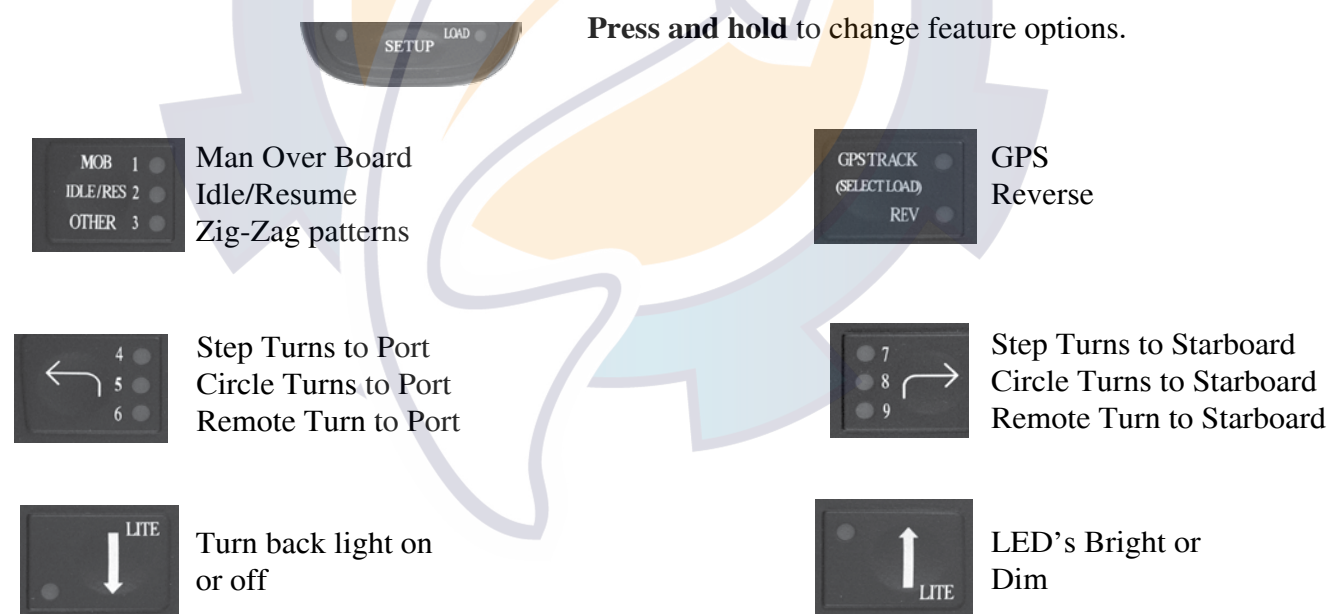 SETUP LOAD
Press and hold to change feature options.
MOB 1
IDLE/RES 2
OTHER 3
Man Over Board
Idle/Resume
Zig-Zag patterns
GPS TRACK
(SELECT LOAD)
REV
GPS
Reverse
4
5
6
Step Turns to Port
Circle Turns to Port
Remote Turn to Port
7
8
9
Step Turns to Starboard
Circle Turns to Starboard
Remote Turn to Starboard
LITE
Turn back light on
or off
LITE
LED’s Bright or
Dim